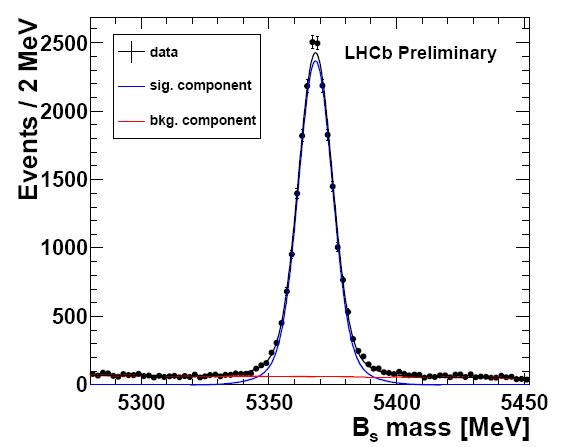 Events / 2 MeV
2500
2000
1500
1000
500
0
data
sig. component
bkg. component
LHCb Preliminary
5300
5350
5400
5450
Bs mass [MeV]